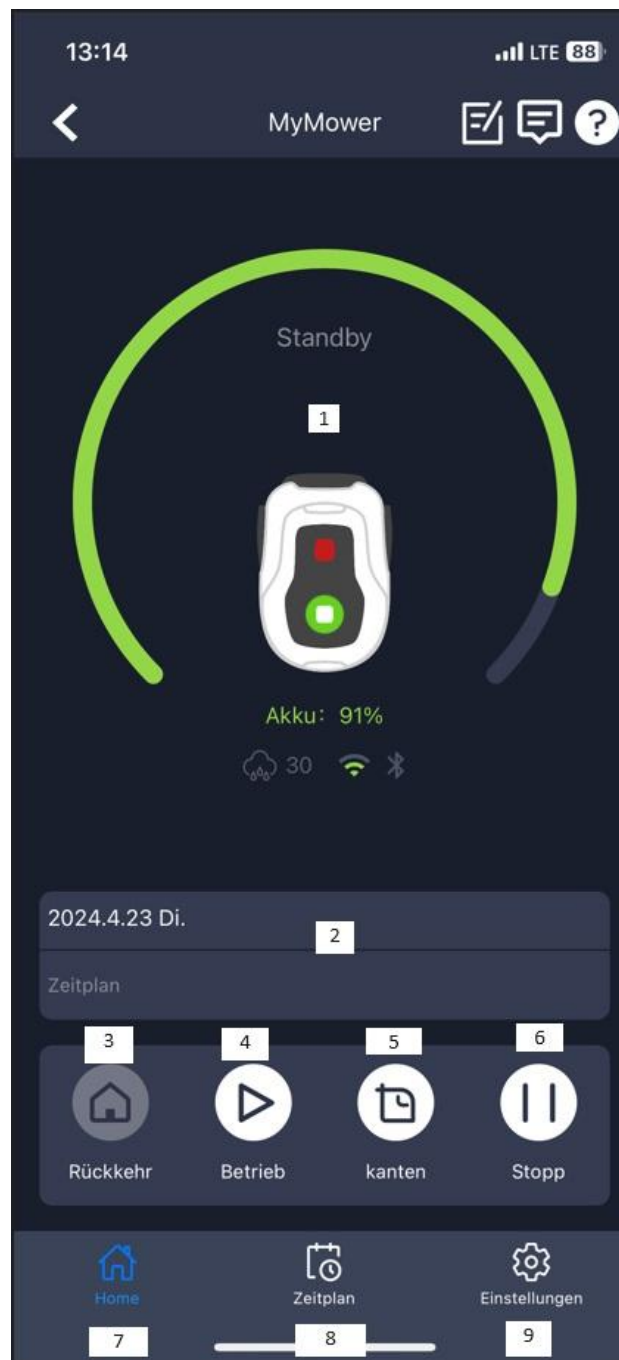 13:14 LTE 88
MyMower ?
Standby
1
Akku: 91%
30
2024.4.23 Di.
2
Zeitplan
3 4 5 6
Rückkehr Betrieb kanten Stopp
Home Zeitplan Einstellungen
7 8 9